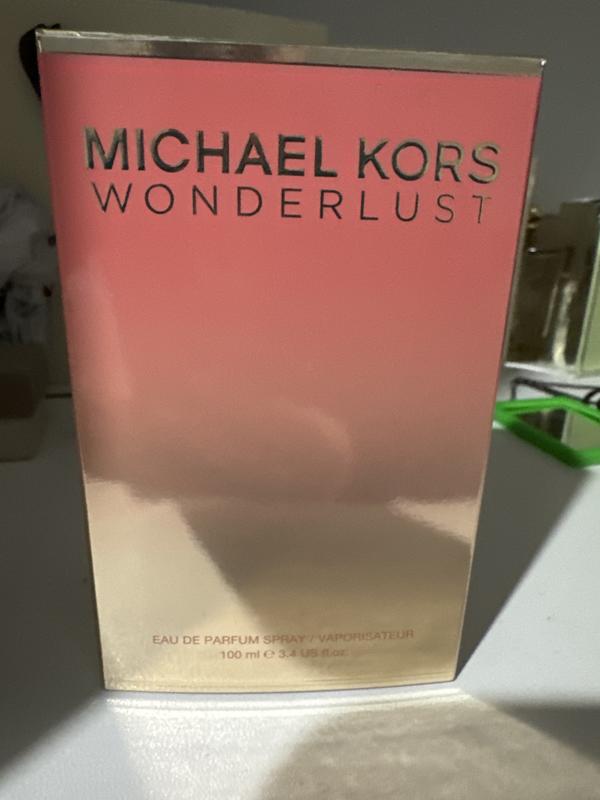 MICHAEL KORS
WONDERLUST
EAU DE PARFUM SPRAY / VAPORISATEUR
100 ml ℮ 3.4 US fl.oz.